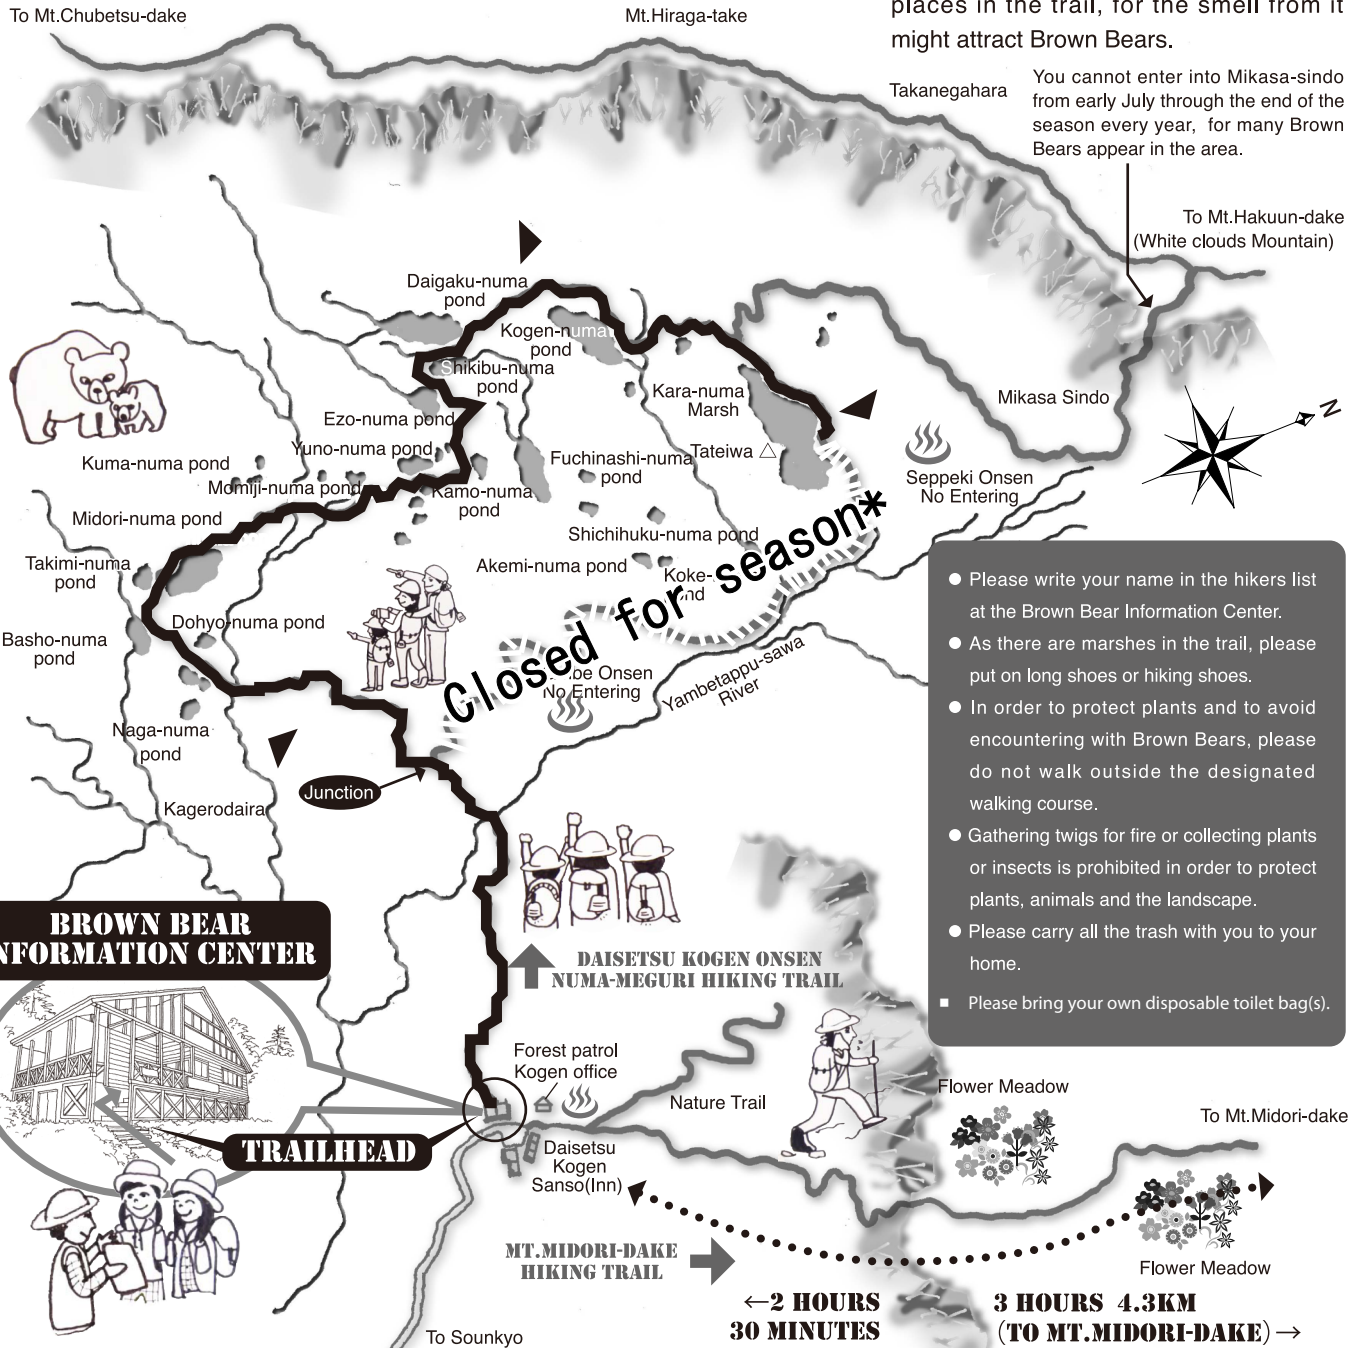 To Mt.Chubetsu-dake
Mt.Hiraga-take
places in the trail, for the smell from it
might attract Brown Bears.
Takanegahara
You cannot enter into Mikasa-sindo
from early July through the end of the
season every year, for many Brown
Bears appear in the area.
To Mt.Hakuun-dake
(White clouds Mountain)
Daigaku-numa
pond
Kogen-numa
pond
Shikibu-numa
pond
Kara-numa
Marsh
Mikasa Sindo
N
Ezo-numa pond
Yuno-numa pond
Tateiwa △
Kuma-numa pond
Fuchinashi-numa
pond
Seppeki Onsen
No Entering
Momiji-numa pond
Kamo-numa
pond
Midori-numa pond
Shichihuku-numa pond
Takimi-numa
pond
Akemi-numa pond
Koke-
Closed for season*
Dohyo-numa pond
Basho-numa
pond
Onsen
No Entering
Yambetappu-sawa
River
Naga-numa
pond
Junction
Kagerodaira
● Please write your name in the hikers list
at the Brown Bear Information Center.
● As there are marshes in the trail, please
put on long shoes or hiking shoes.
● In order to protect plants and to avoid
encountering with Brown Bears, please
do not walk outside the designated
walking course.
● Gathering twigs for fire or collecting plants
or insects is prohibited in order to protect
plants, animals and the landscape.
● Please carry all the trash with you to your
home.
■ Please bring your own disposable toilet bag(s).
BROWN BEAR
INFORMATION CENTER
DAISETSU KOGEN ONSEN
NUMA-MEGURI HIKING TRAIL
Forest patrol
Kogen office
Nature Trail
Flower Meadow
To Mt.Midori-dake
TRAILHEAD
Daisetsu
Kogen
Sanso(Inn)
MT.MIDORI-DAKE
HIKING TRAIL
Flower Meadow
←2 HOURS
30 MINUTES
3 HOURS 4.3KM
(TO MT.MIDORI-DAKE)→
To Sounkyo